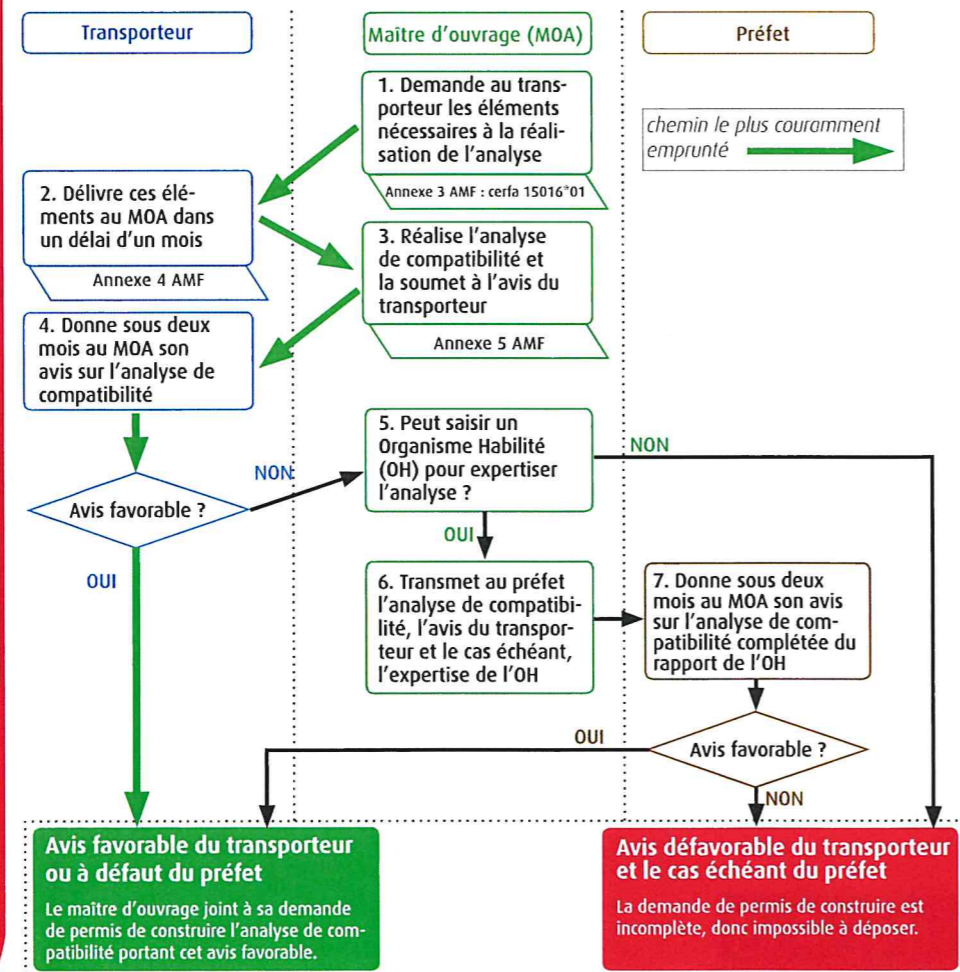 Transporteur
Maître d'ouvrage (MOA)
Préfet
1. Demande au trans-
porteur les éléments
nécessaires à la réali-
sation de l'analyse
Annexe 3 AMF : cerfa 15016*01
chemin le plus couramment
emprunté
2. Délivre ces élé-
ments au MOA dans
un délai d'un mois
Annexe 4 AMF
3. Réalise l'analyse
de compatibilité et
la soumet à l'avis du
transporteur
Annexe 5 AMF
4. Donne sous deux
mois au MOA son
avis sur l'analyse de
compatibilité
Avis favorable ?
NON
OUI
5. Peut saisir un
Organisme Habilité
(OH) pour expertiser
l'analyse ?
NON
OUI
6. Transmet au préfet
l'analyse de compatibi-
lité, l'avis du transpor-
teur et le cas échéant,
l'expertise de l'OH
7. Donne sous deux
mois au MOA son avis
sur l'analyse de com-
patibilité complétée du
rapport de l'OH
Avis favorable ?
OUI
NON
Avis favorable du transporteur
ou à défaut du préfet
Le maître d'ouvrage joint à sa demande
de permis de construire l'analyse de com-
patibilité portant cet avis favorable.
Avis défavorable du transporteur
et le cas échéant du préfet
La demande de permis de construire est
incomplète, donc impossible à déposer.